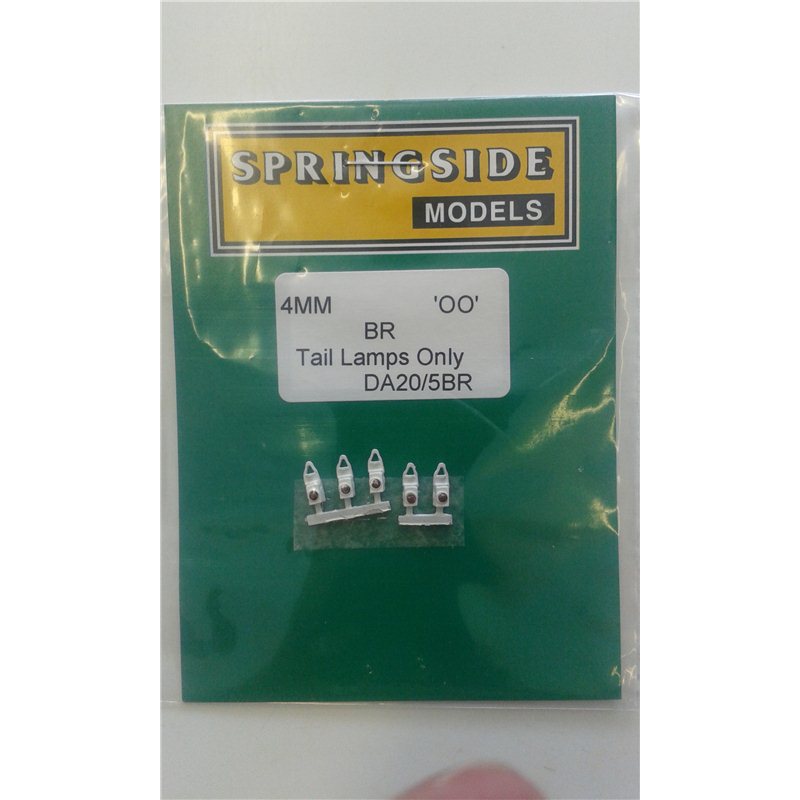 SPRINGSIDE
MODELS
4MM 'OO'
BR
Tail Lamps Only
DA20/5BR